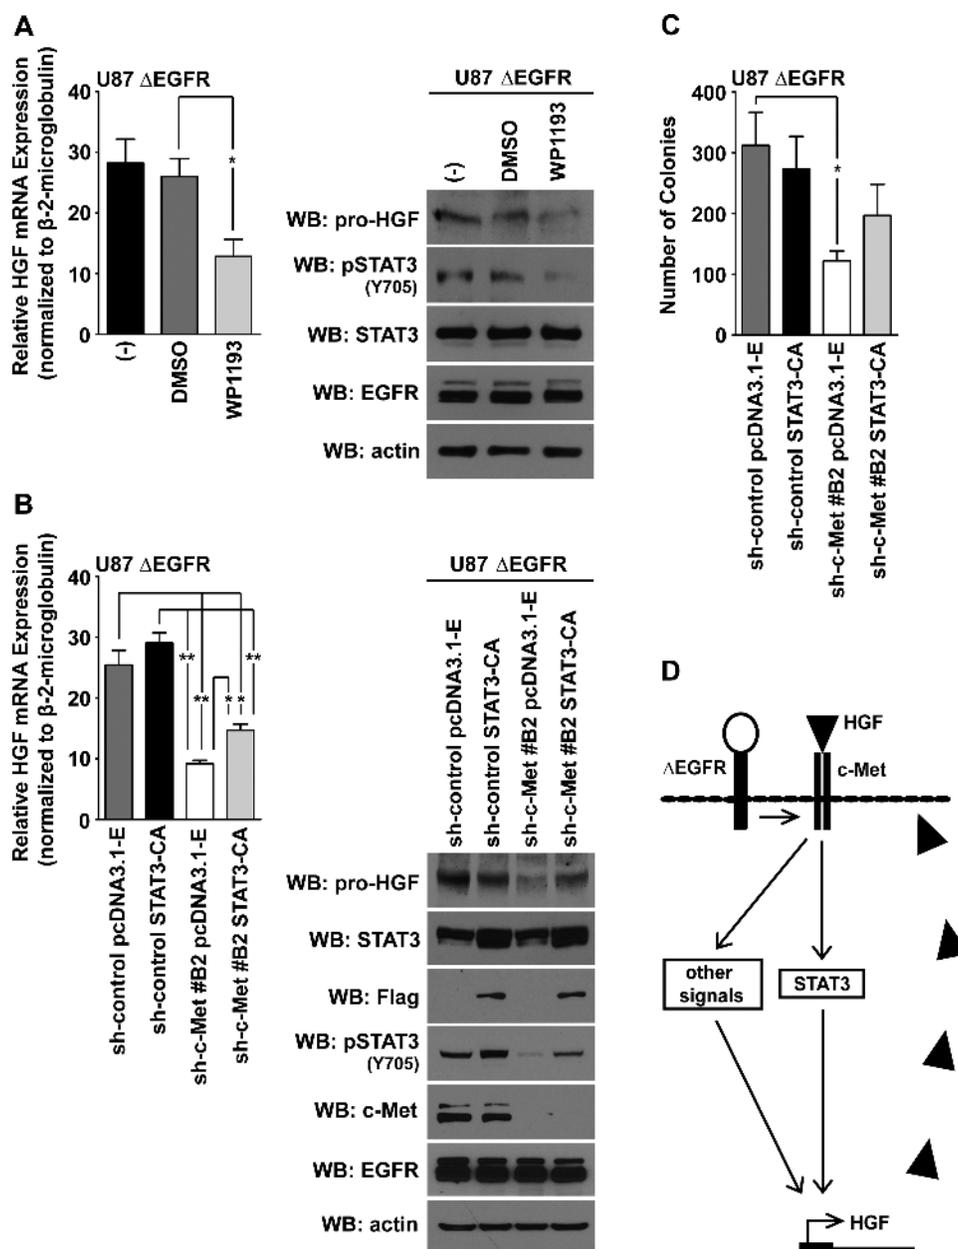 A
Relative HGF mRNA Expression
(normalized to β-2-microglobulin)
U87 ΔEGFR
40
30
20
10
0
*
(-)
DMSO
WP1193
U87 ΔEGFR
(-)
DMSO
WP1193
WB: pro-HGF
WB: pSTAT3
(Y705)
WB: STAT3
WB: EGFR
WB: actin
B
Relative HGF mRNA Expression
(normalized to β-2-microglobulin)
U87 ΔEGFR
40
30
20
10
0
**
**
**
* *
sh-control pcDNA3.1-E
sh-control STAT3-CA
sh-c-Met #B2 pcDNA3.1-E
sh-c-Met #B2 STAT3-CA
U87 ΔEGFR
sh-control pcDNA3.1-E
sh-control STAT3-CA
sh-c-Met #B2 pcDNA3.1-E
sh-c-Met #B2 STAT3-CA
WB: pro-HGF
WB: STAT3
WB: Flag
WB: pSTAT3
(Y705)
WB: c-Met
WB: EGFR
WB: actin
C
Number of Colonies
U87 ΔEGFR
400
300
200
100
0
*
sh-control pcDNA3.1-E
sh-control STAT3-CA
sh-c-Met #B2 pcDNA3.1-E
sh-c-Met #B2 STAT3-CA
D
HGF
ΔEGFR
c-Met
other
signals
STAT3
HGF